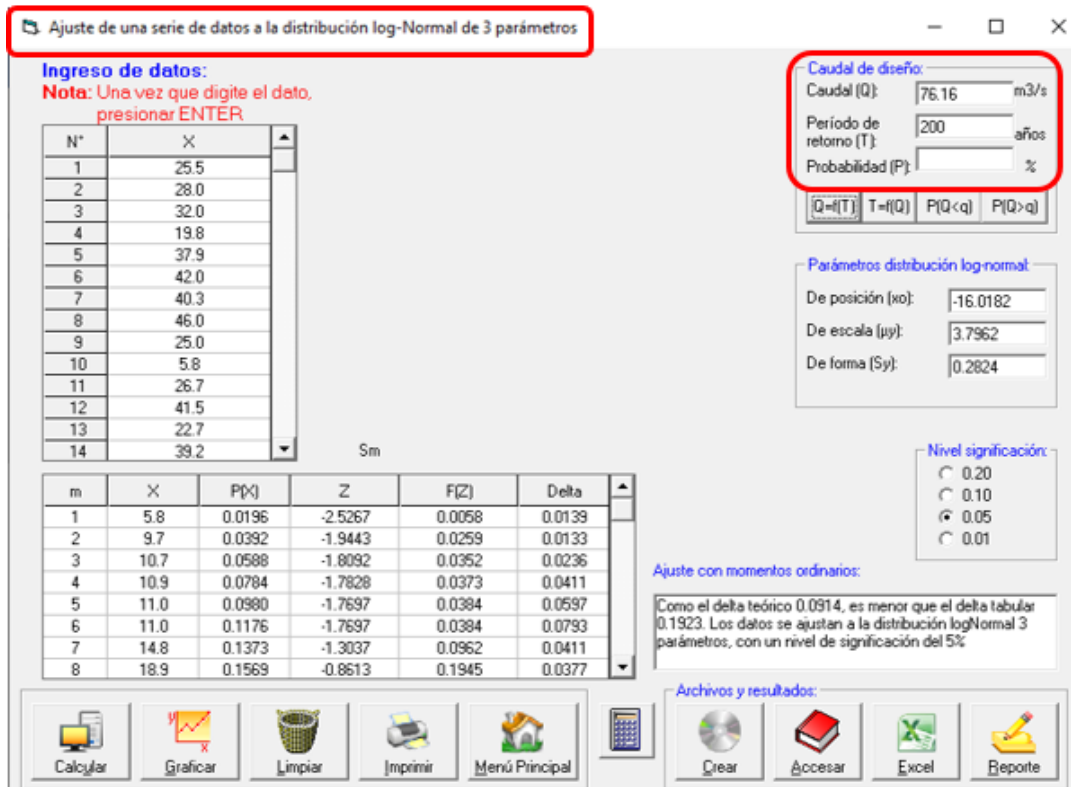 Ajuste de una serie de datos a la distribución log-Normal de 3 parámetros
Ingreso de datos:
Nota: Una vez que digite el dato,
presionar ENTER
N° X
1 25.5
2 28.0
3 32.0
4 19.8
5 37.9
6 42.0
7 40.3
8 46.0
9 25.0
10 5.8
11 26.7
12 41.5
13 22.7
14 39.2
Sm
Caudal de diseño:
Caudal (Q): 76.16 m3/s
Período de
retorno (T): 200 años
Probabilidad (P): %
Q=f(T) T=f(Q) P(Q<q) P(Q>q)
Parámetros distribución log-normal:
De posición (xo): -16.0182
De escala (µy): 3.7962
De forma (Sy): 0.2824
Nivel significación:
0.20
0.10
0.05
0.01
m X P(X) Z F(Z) Delta
1 5.8 0.0196 -2.5267 0.0058 0.0139
2 9.7 0.0392 -1.9443 0.0259 0.0133
3 10.7 0.0588 -1.8092 0.0352 0.0236
4 10.9 0.0784 -1.7828 0.0373 0.0411
5 11.0 0.0980 -1.7697 0.0384 0.0597
6 11.0 0.1176 -1.7697 0.0384 0.0793
7 14.8 0.1373 -1.3037 0.0962 0.0411
8 18.9 0.1569 -0.8613 0.1945 0.0377
Ajuste con momentos ordinarios:
Como el delta teórico 0.0914, es menor que el delta tabular
0.1923. Los datos se ajustan a la distribución logNormal 3
parámetros, con un nivel de significación del 5%
Archivos y resultados:
Calcular Graficar Limpiar Imprimir Menú Principal Crear Accesar Excel Reporte